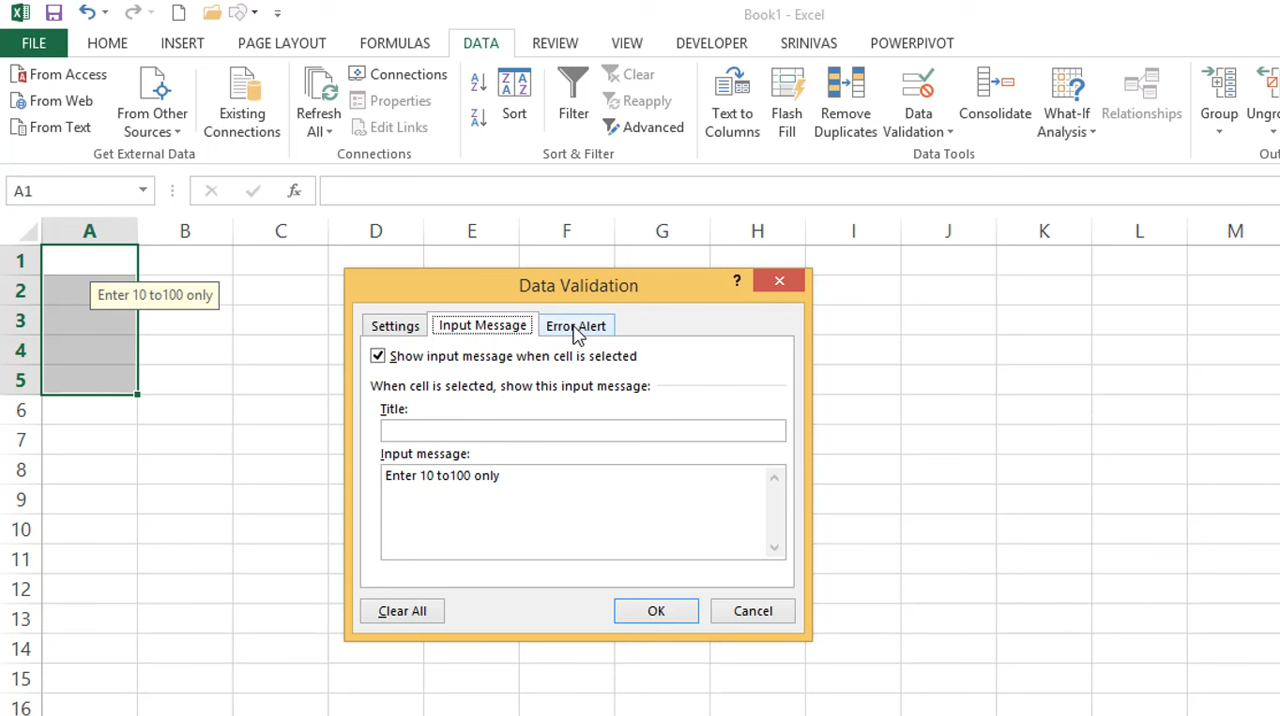 Book1 - Excel
FILE HOME INSERT PAGE LAYOUT FORMULAS DATA REVIEW VIEW DEVELOPER SRINIVAS POWERPIVOT
From Access
From Web
From Text
From Other
Sources
Get External Data
Existing
Connections
Refresh
All
Connections
Properties
Edit Links
Connections
Sort
Filter
Clear
Reapply
Advanced
Sort & Filter
Text to
Columns
Flash
Fill
Remove
Duplicates
Data
Validation
Consolidate
What-If
Analysis
Relationships
Data Tools
Group
Ungro
Out
A1
fx
A B C D E F G H I J K L M
1
2
3
4
5
6
7
8
9
10
11
12
13
14
15
16
Enter 10 to100 only
Data Validation
?
Settings Input Message Error Alert
Show input message when cell is selected
When cell is selected, show this input message:
Title:
Input message:
Enter 10 to100 only
Clear All OK Cancel